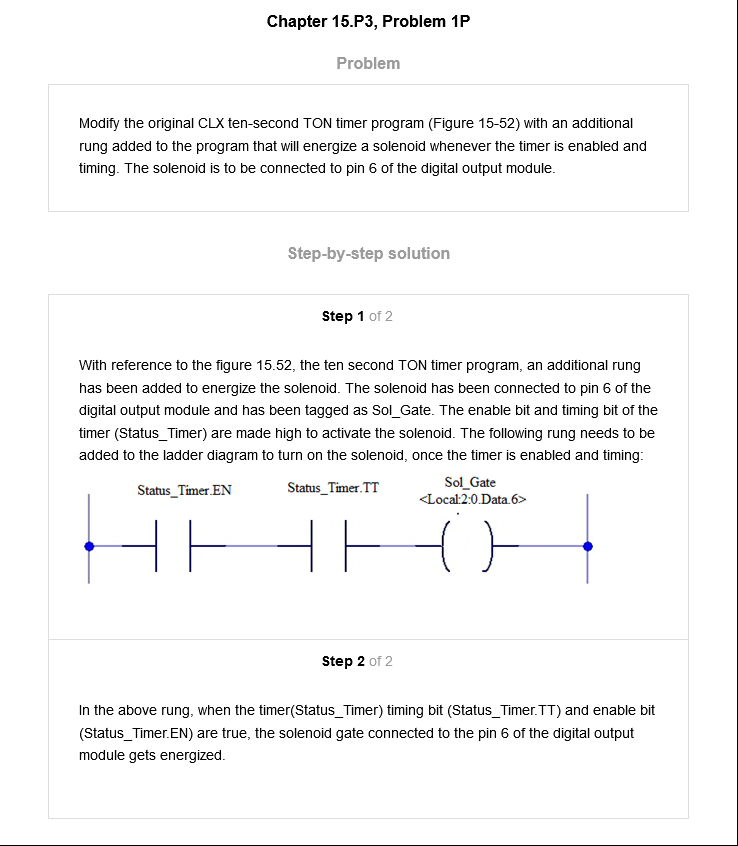 Chapter 15.P3, Problem 1P
Problem
Modify the original CLX ten-second TON timer program (Figure 15-52) with an additional
rung added to the program that will energize a solenoid whenever the timer is enabled and
timing. The solenoid is to be connected to pin 6 of the digital output module.
Step-by-step solution
Step 1 of 2
With reference to the figure 15.52, the ten second TON timer program, an additional rung
has been added to energize the solenoid. The solenoid has been connected to pin 6 of the
digital output module and has been tagged as Sol_Gate. The enable bit and timing bit of the
timer (Status_Timer) are made high to activate the solenoid. The following rung needs to be
added to the ladder diagram to turn on the solenoid, once the timer is enabled and timing:
Status_Timer.EN
Status_Timer.TT
Sol_Gate
<Local:2:0.Data.6>
Step 2 of 2
In the above rung, when the timer(Status_Timer) timing bit (Status_Timer.TT) and enable bit
(Status_Timer.EN) are true, the solenoid gate connected to the pin 6 of the digital output
module gets energized.